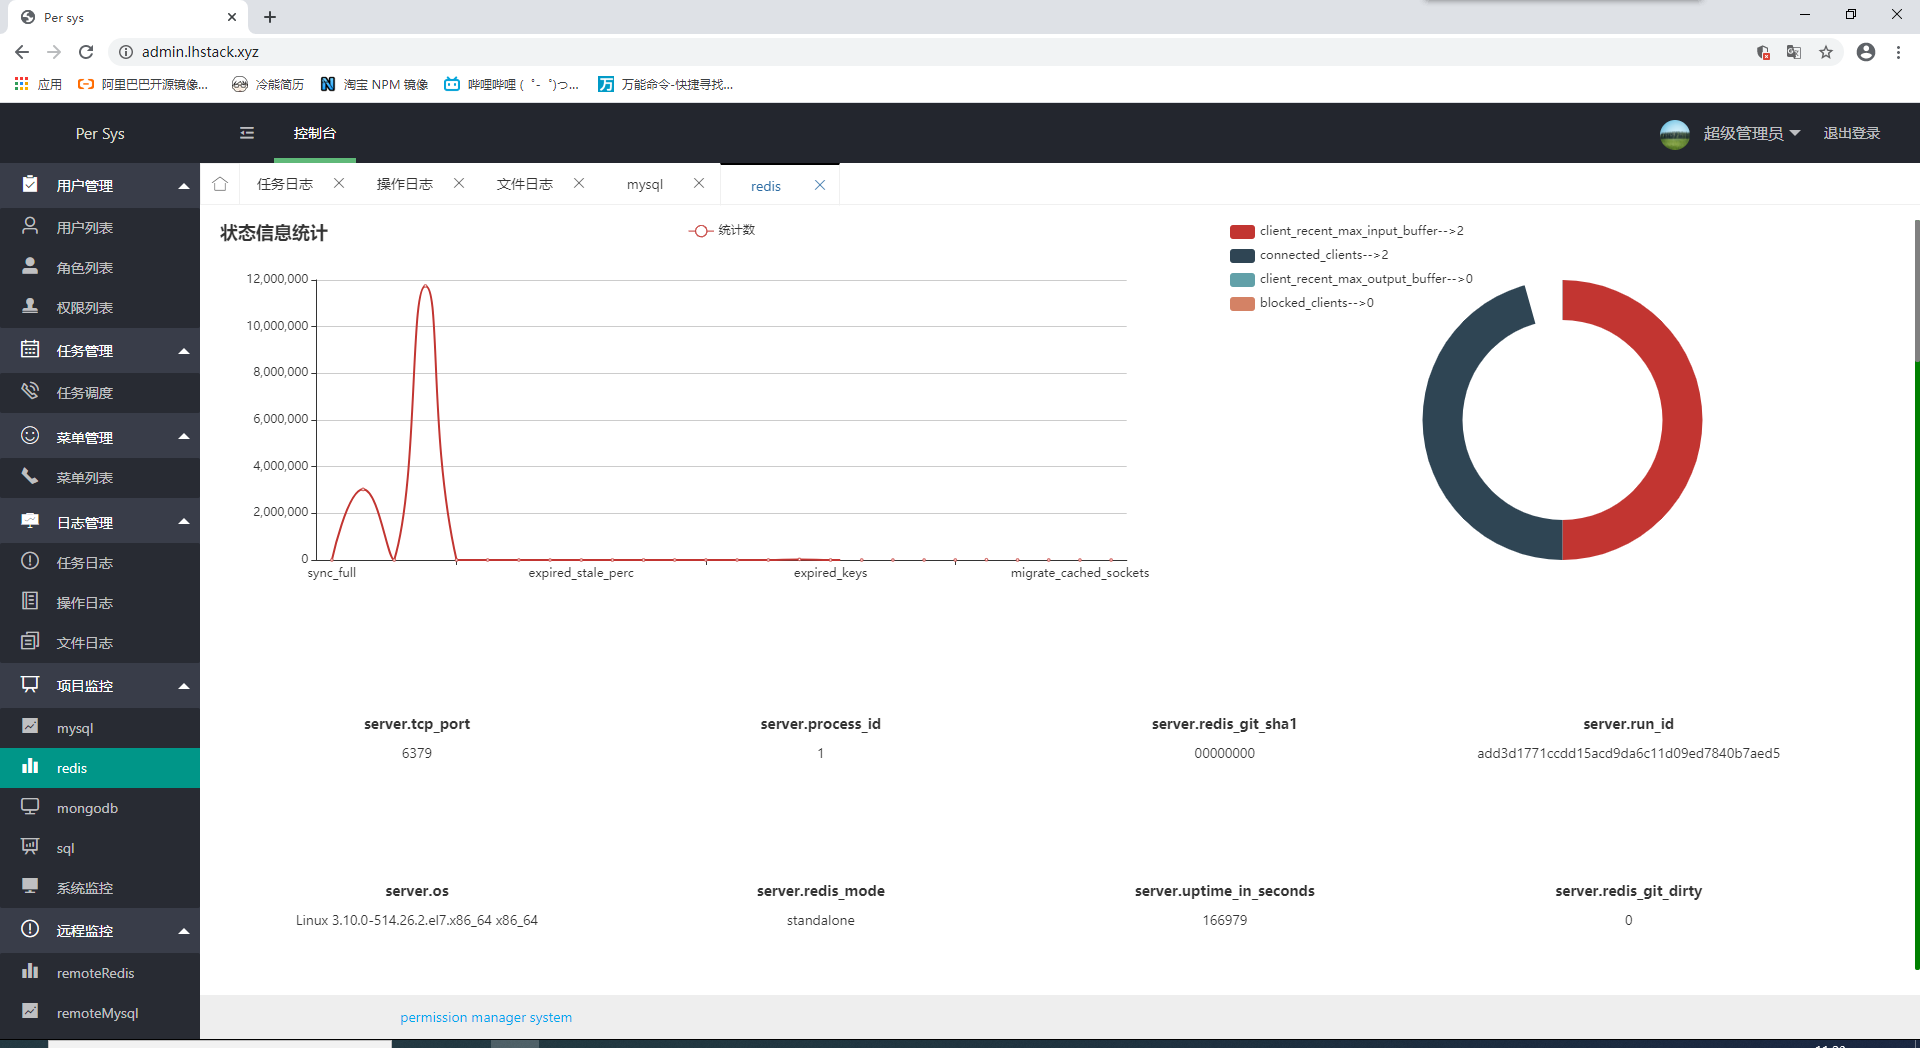 Per sys
admin.lhstack.xyz
应用
阿里巴巴开源镜像...
冷熊简历
淘宝 NPM 镜像
哔哩哔哩 (゜-゜)つ...
万能命令-快捷寻找...
Per Sys
控制台
超级管理员
退出登录
用户管理
用户列表
角色列表
权限列表
任务管理
任务调度
菜单管理
菜单列表
日志管理
任务日志
操作日志
文件日志
项目监控
mysql
redis
mongodb
sql
系统监控
远程监控
remoteRedis
remoteMysql
任务日志
操作日志
文件日志
mysql
redis
状态信息统计
统计数
12,000,000
10,000,000
8,000,000
6,000,000
4,000,000
2,000,000
0
sync_full
expired_stale_perc
expired_keys
migrate_cached_sockets
client_recent_max_input_buffer-->2
connected_clients-->2
client_recent_max_output_buffer-->0
blocked_clients-->0
server.tcp_port
6379
server.process_id
1
server.redis_git_sha1
00000000
server.run_id
add3d1771ccdd15acd9da6c11d09ed7840b7aed5
server.os
Linux 3.10.0-514.26.2.el7.x86_64 x86_64
server.redis_mode
standalone
server.uptime_in_seconds
166979
server.redis_git_dirty
0
permission manager system